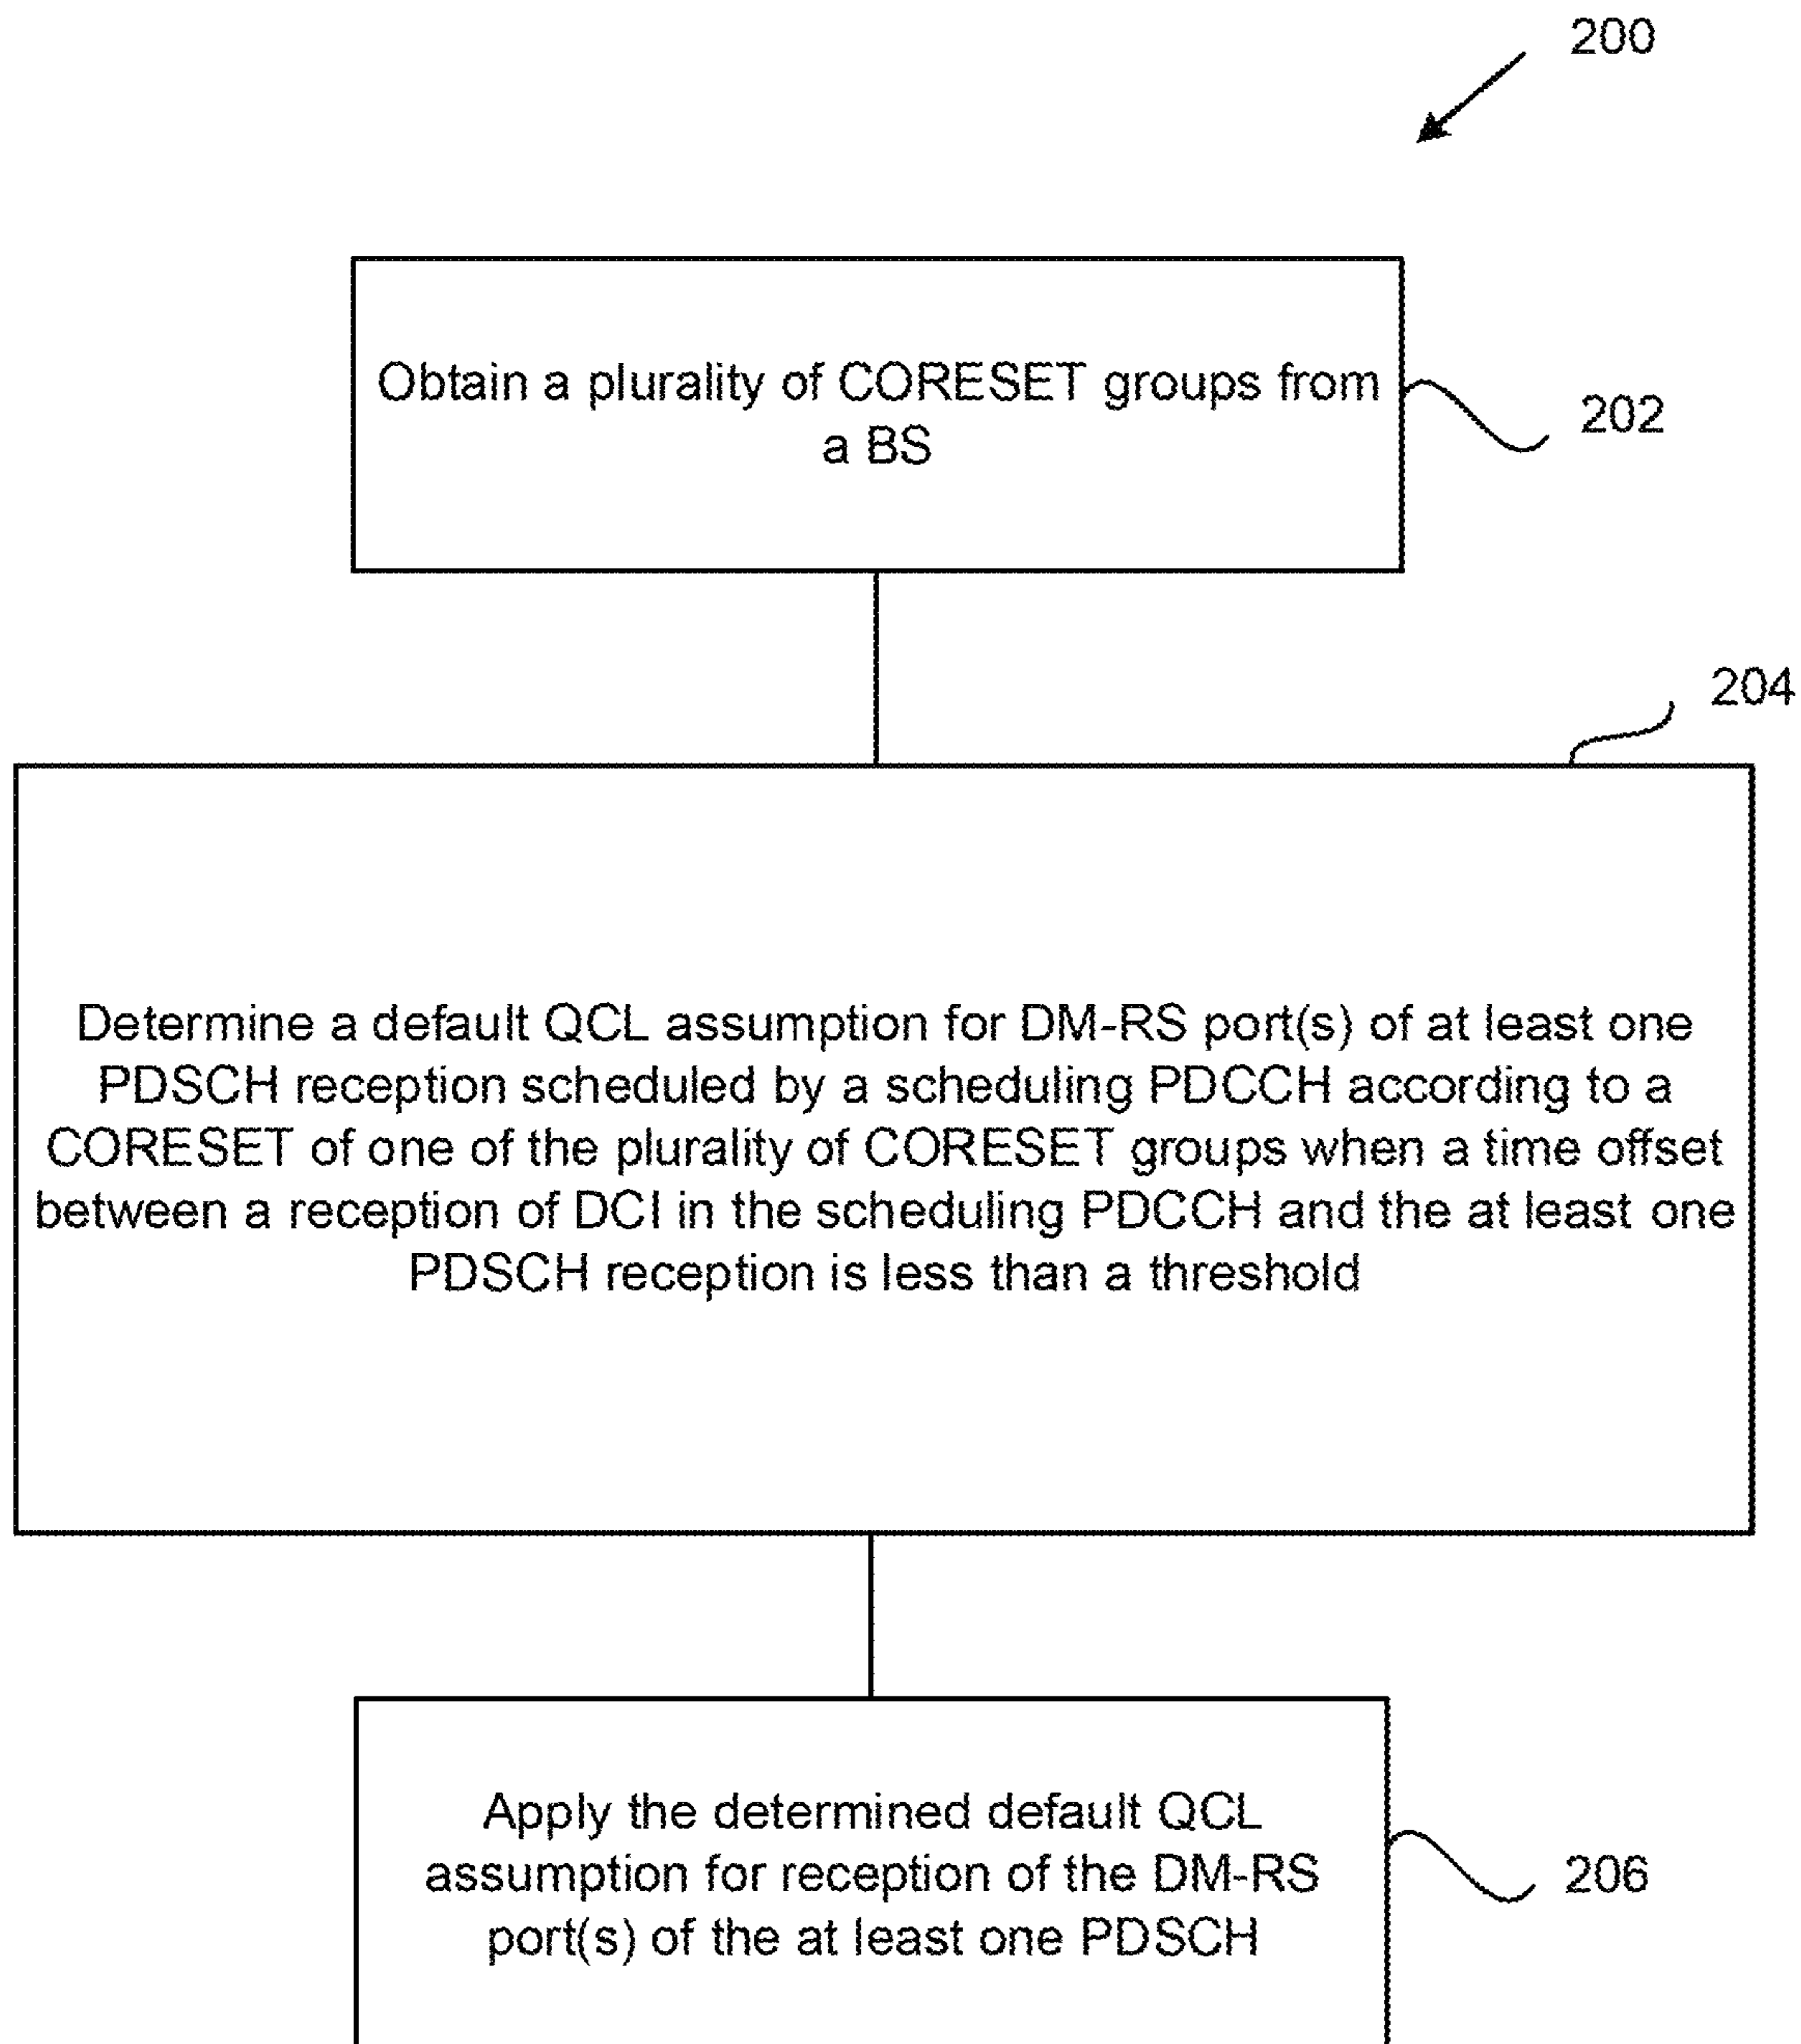 200
Obtain a plurality of CORESET groups from
a BS
202
204
Determine a default QCL assumption for DM-RS port(s) of at least one
PDSCH reception scheduled by a scheduling PDCCH according to a
CORESET of one of the plurality of CORESET groups when a time offset
between a reception of DCI in the scheduling PDCCH and the at least one
PDSCH reception is less than a threshold
Apply the determined default QCL
assumption for reception of the DM-RS
port(s) of the at least one PDSCH
206